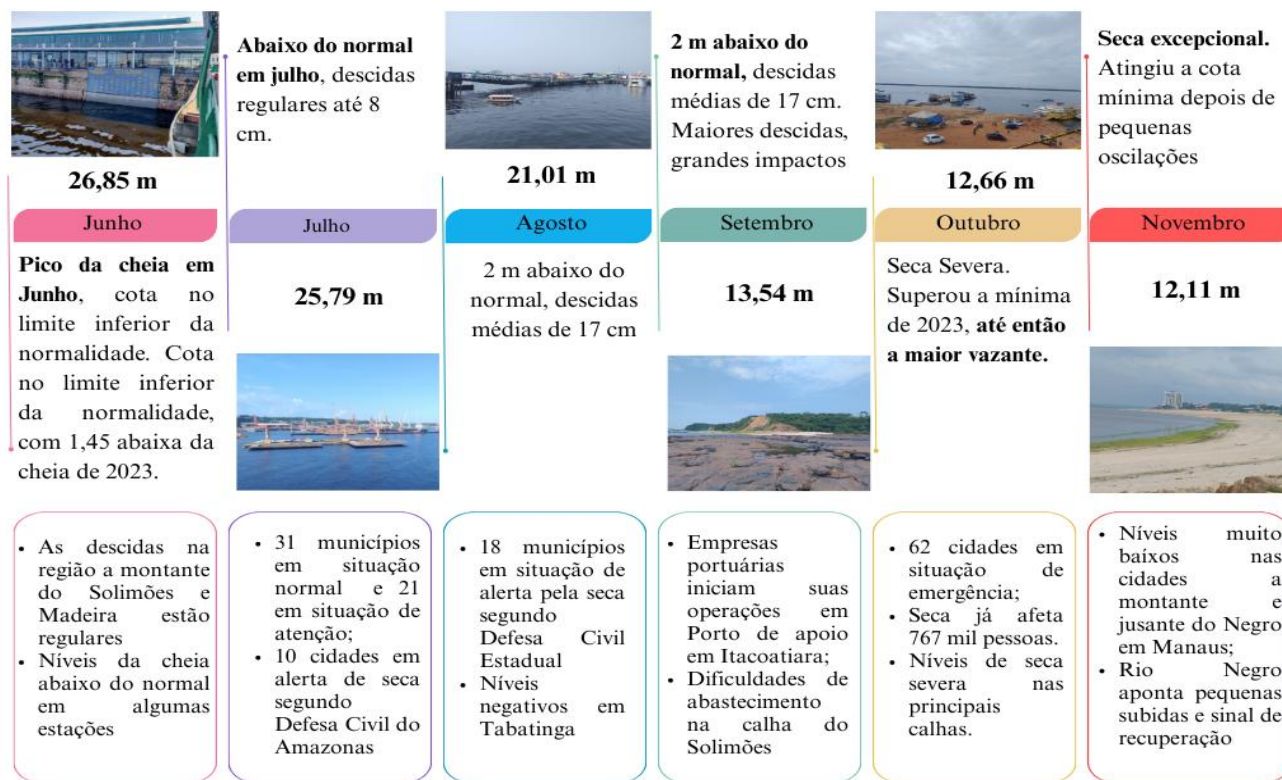 26,85 m
Junho
Pico da cheia em
Junho, cota no
limite inferior da
normalidade. Cota
no limite inferior
da normalidade,
com 1,45 abaixa da
cheia de 2023.
Abaixo do normal
em julho, descidas
regulares até 8
cm.
Julho
25,79 m
21,01 m
Agosto
2 m abaixo do
normal, descidas
médias de 17 cm
2 m abaixo do
normal, descidas
médias de 17 cm.
Maiores descidas,
grandes impactos
Setembro
13,54 m
12,66 m
Outubro
Seca Severa.
Superou a mínima
de 2023, até então
a maior vazante.
Seca excepcional.
Atingiu a cota
mínima depois de
pequenas
oscilações
Novembro
12,11 m
• As descidas na
região a montante
do Solimões e
Madeira estão
regulares
• Níveis da cheia
abaixo do normal
em algumas
estações
• 31 municípios
em situação
normal e 21
em situação de
atenção;
• 10 cidades em
alerta de seca
segundo
Defesa Civil do
Amazonas
• 18 municípios
em situação de
alerta pela seca
segundo
Defesa Civil
Estadual
• Níveis
negativos em
Tabatinga
• Empresas
portuárias
iniciam suas
operações em
Porto de apoio
em Itacoatiara;
• Dificuldades de
abastecimento
na calha do
Solimões
• 62 cidades em
situação de
emergência;
• Seca já afeta
767 mil pessoas.
• Níveis de seca
severa nas
principais
calhas.
• Níveis muito
baíxos nas
cidades a
montante e
jusante do Negro
em Manaus;
• Rio Negro
aponta pequenas
subidas e sinal de
recuperação